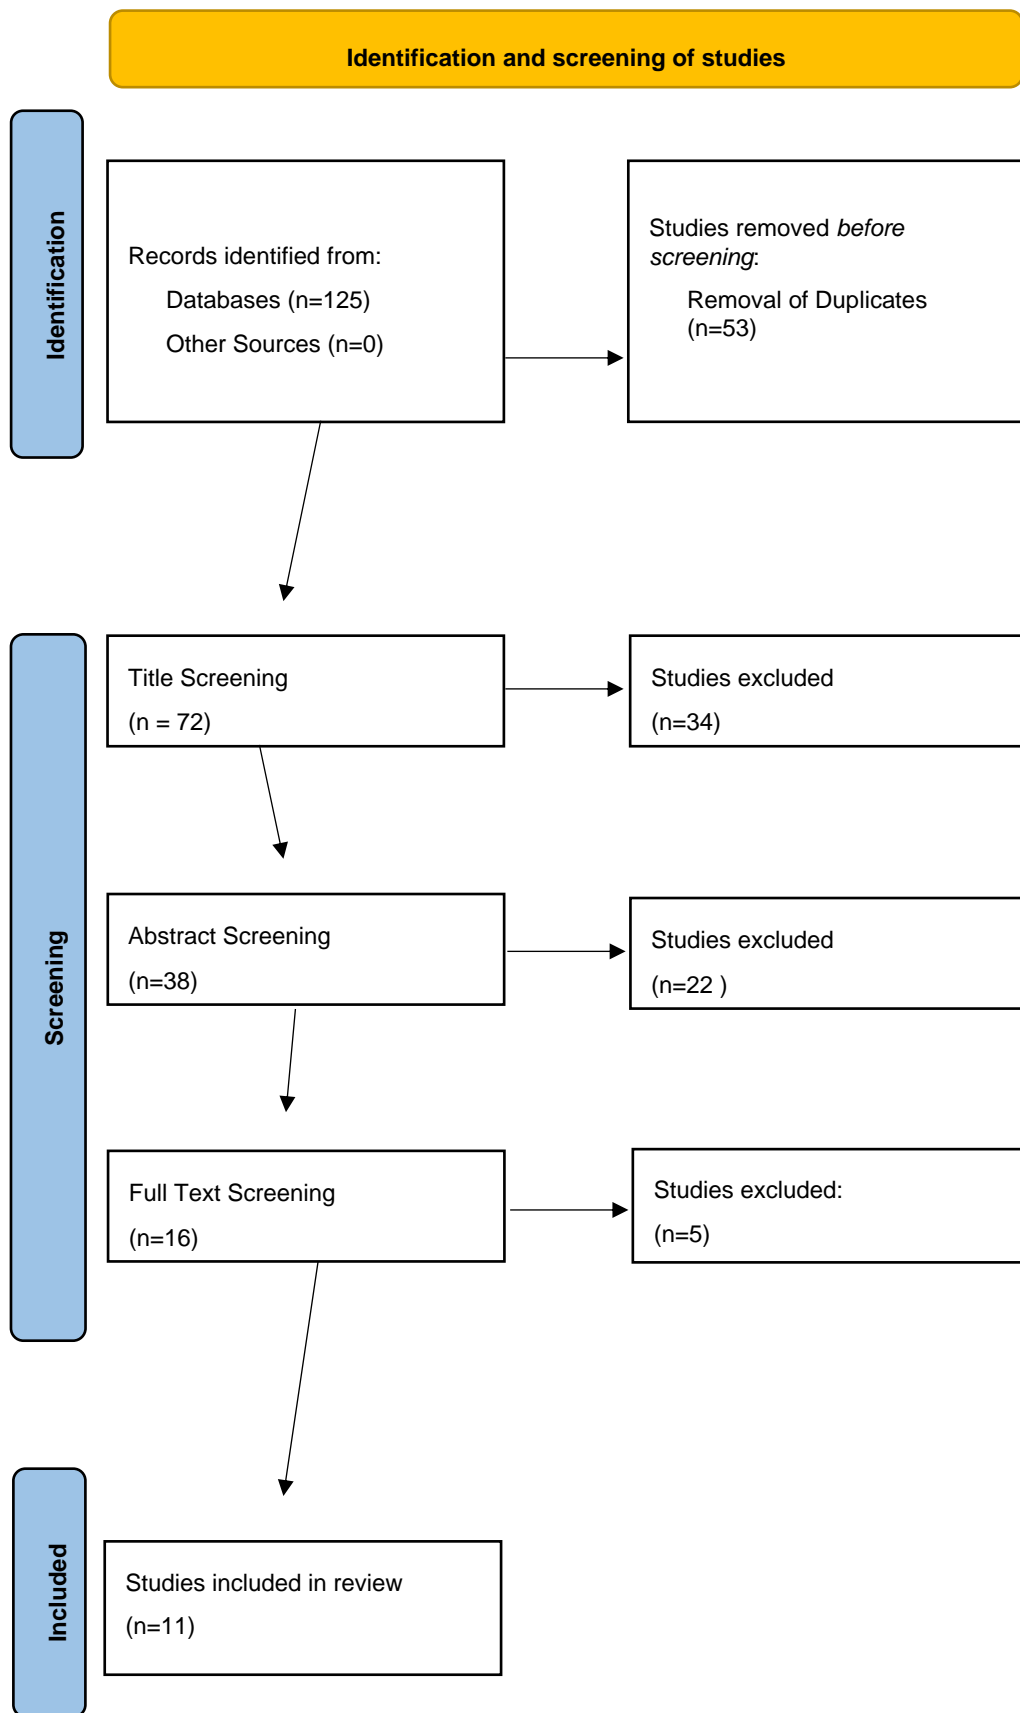 Identification and screening of studies
Identification
Records identified from:
Databases (n=125)
Other Sources (n=0)
Studies removed before
screening:
Removal of Duplicates
(n=53)
Screening
Title Screening
(n = 72)
Studies excluded
(n=34)
Abstract Screening
(n=38)
Studies excluded
(n=22 )
Full Text Screening
(n=16)
Studies excluded:
(n=5)
Included
Studies included in review
(n=11)